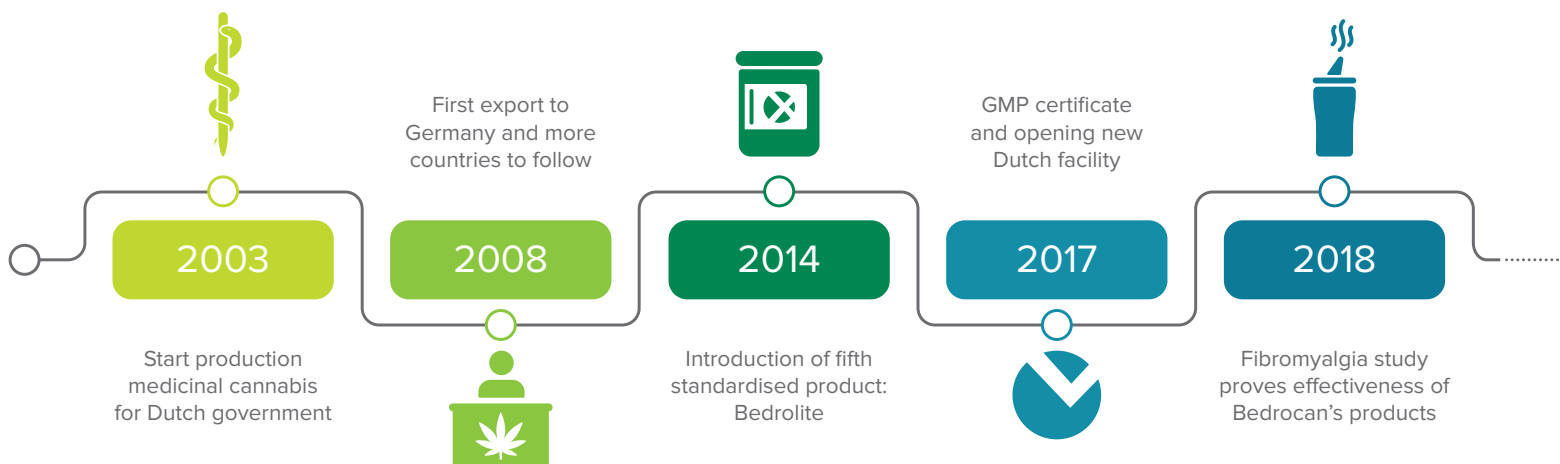 2003
Start production
medicinal cannabis
for Dutch government
First export to
Germany and more
countries to follow
2008
2014
Introduction of fifth
standardised product:
Bedrolite
GMP certificate
and opening new
Dutch facility
2017
2018
Fibromyalgia study
proves effectiveness of
Bedrocan’s products